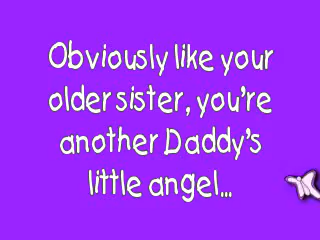 Obviously like your
older sister, you're
another Daddy's
little angel...